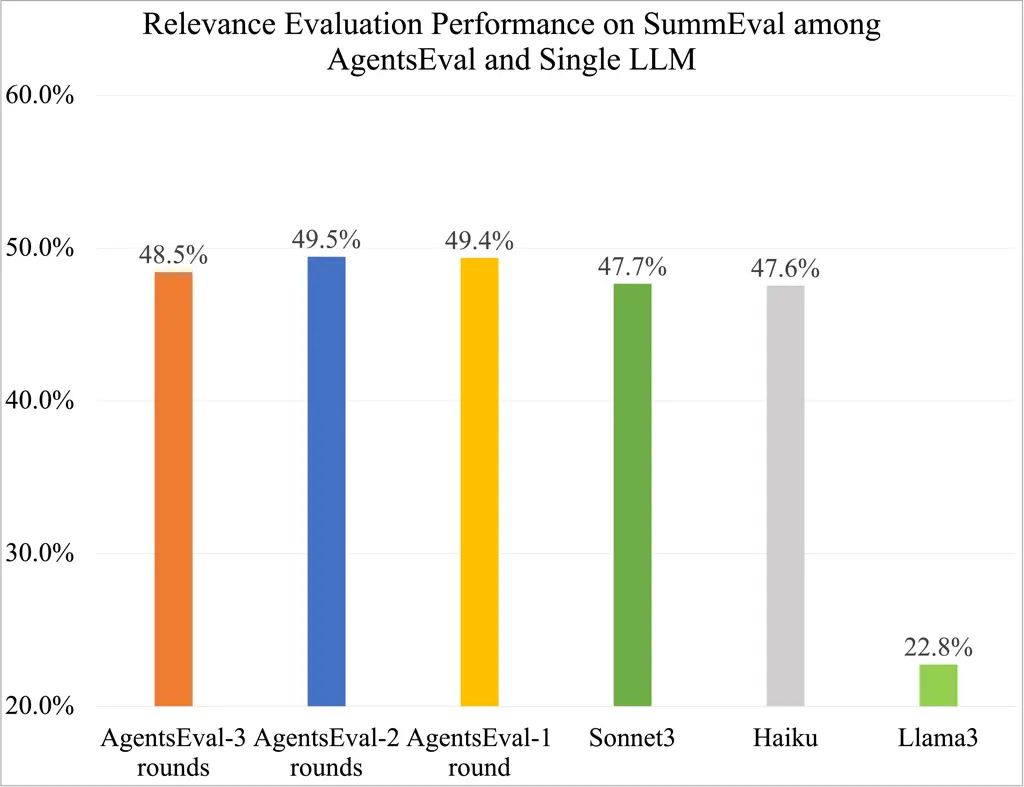 Relevance Evaluation Performance on SummEval among
AgentsEval and Single LLM
60.0%
50.0%
40.0%
30.0%
20.0%
48.5%
49.5%
49.4%
47.7%
47.6%
22.8%
AgentsEval-3 rounds
AgentsEval-2 rounds
AgentsEval-1 round
Sonnet3
Haiku
Llama3